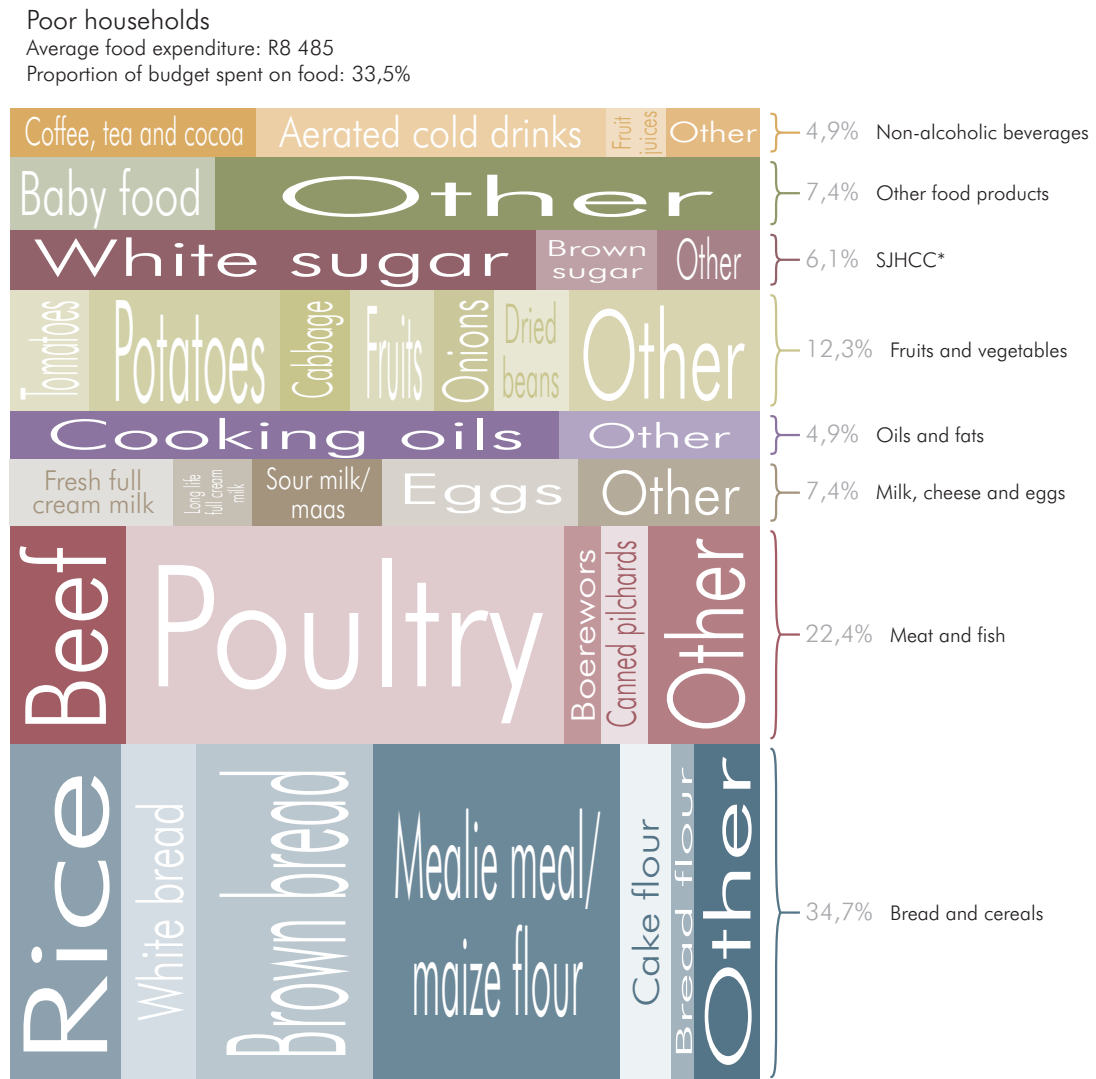 Poor households
Average food expenditure: R8 485
Proportion of budget spent on food: 33,5%
Coffee, tea and cocoa
Aerated cold drinks
Fruit
juices
Other
4,9% Non-alcoholic beverages
Baby food
Other
7,4% Other food products
White sugar
Brown
sugar
Other
6,1% SJHCC*
Tomatoes
Potatoes
Cabbage
Fruits
Onions
Dried
beans
Other
12,3% Fruits and vegetables
Cooking oils
Other
4,9% Oils and fats
Fresh full
cream milk
Long life
full cream
milk
Sour milk/
maas
Eggs
Other
7,4% Milk, cheese and eggs
Beef
Poultry
Boerewors
Canned pilchards
Other
22,4% Meat and fish
Rice
White bread
Brown bread
Mealie meal/
maize flour
Cake flour
Bread flour
Other
34,7% Bread and cereals